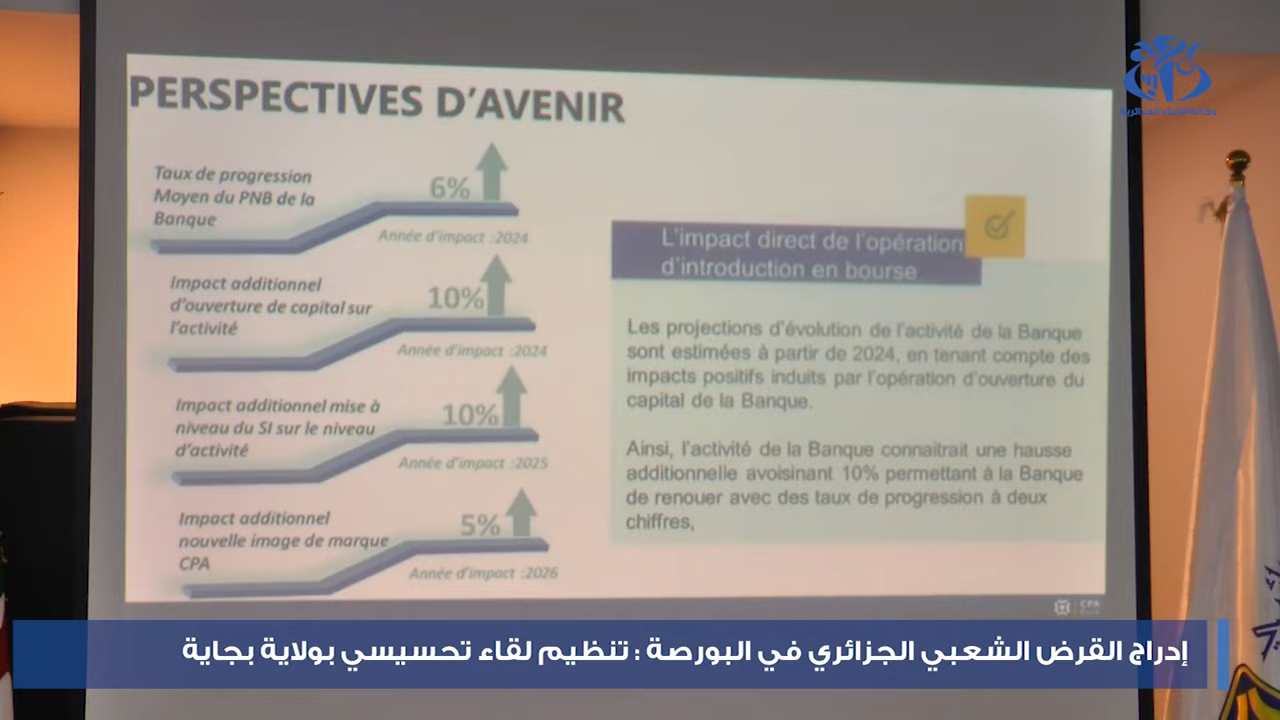 PERSPECTIVES D’AVENIR
Taux de progression
Moyen du PNB de la
Banque
6%
Année d’impact :2024
Impact additionnel
d’ouverture de capital sur
l’activité
10%
Année d’impact :2024
Impact additionnel mise à
niveau du SI sur le niveau
d’activité
10%
Année d’impact :2025
Impact additionnel
nouvelle image de marque
CPA
5%
Année d’impact :2026
L’impact direct de l’opération
d’introduction en bourse
Les projections d’évolution de l’activité de la Banque
sont estimées à partir de 2024, en tenant compte des
impacts positifs induits par l’opération d’ouverture du
capital de la Banque.
Ainsi, l’activité de la Banque connaitrait une hausse
additionnelle avoisinant 10% permettant à la Banque
de renouer avec des taux de progression à deux
chiffres,
CPA
وكالة الأنباء الجزائرية
إدراج القرض الشعبي الجزائري في البورصة : تنظيم لقاء تحسيسي بولاية بجاية